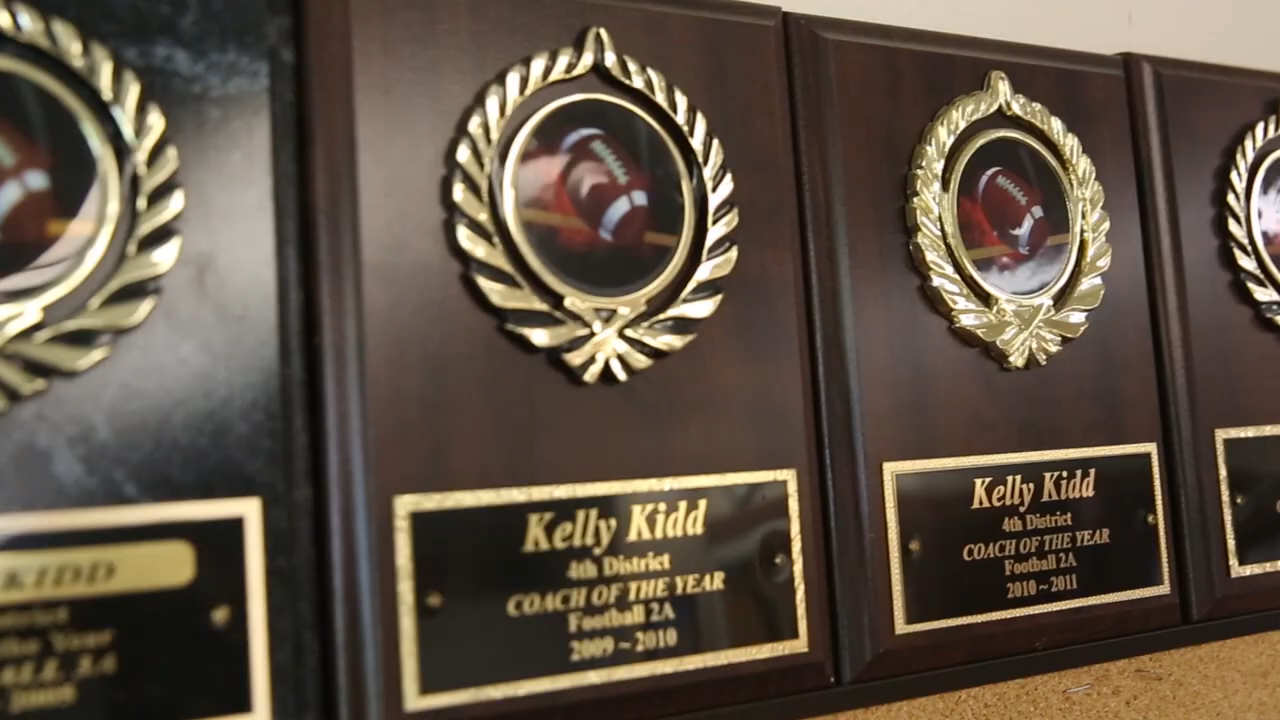 KIDD
Kelly Kidd
4th District
COACH OF THE YEAR
Football 2A
2009~2010
Kelly Kidd
4th District
COACH OF THE YEAR
Football 2A
2010~2011